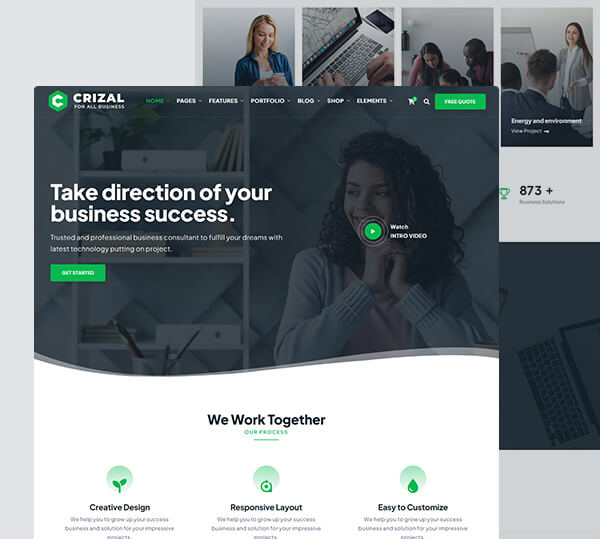 CRIZAL
FOR ALL BUSINESS
HOME PAGES FEATURES PORTFOLIO BLOG SHOP ELEMENTS FREE QUOTE
Energy and environment
View Project
873 +
Business Solutions
Take direction of your
business success.
Trusted and professional business consultant to fulfill your dreams with
latest technology putting on project.
GET STARTED
Watch
INTRO VIDEO
We Work Together
OUR PROCESS
Creative Design
We help you to grow up your success
business and solution for your impressive
projects.
Responsive Layout
We help you to grow up your success
business and solution for your impressive
projects.
Easy to Customize
We help you to grow up your success
business and solution for your impressive
projects.